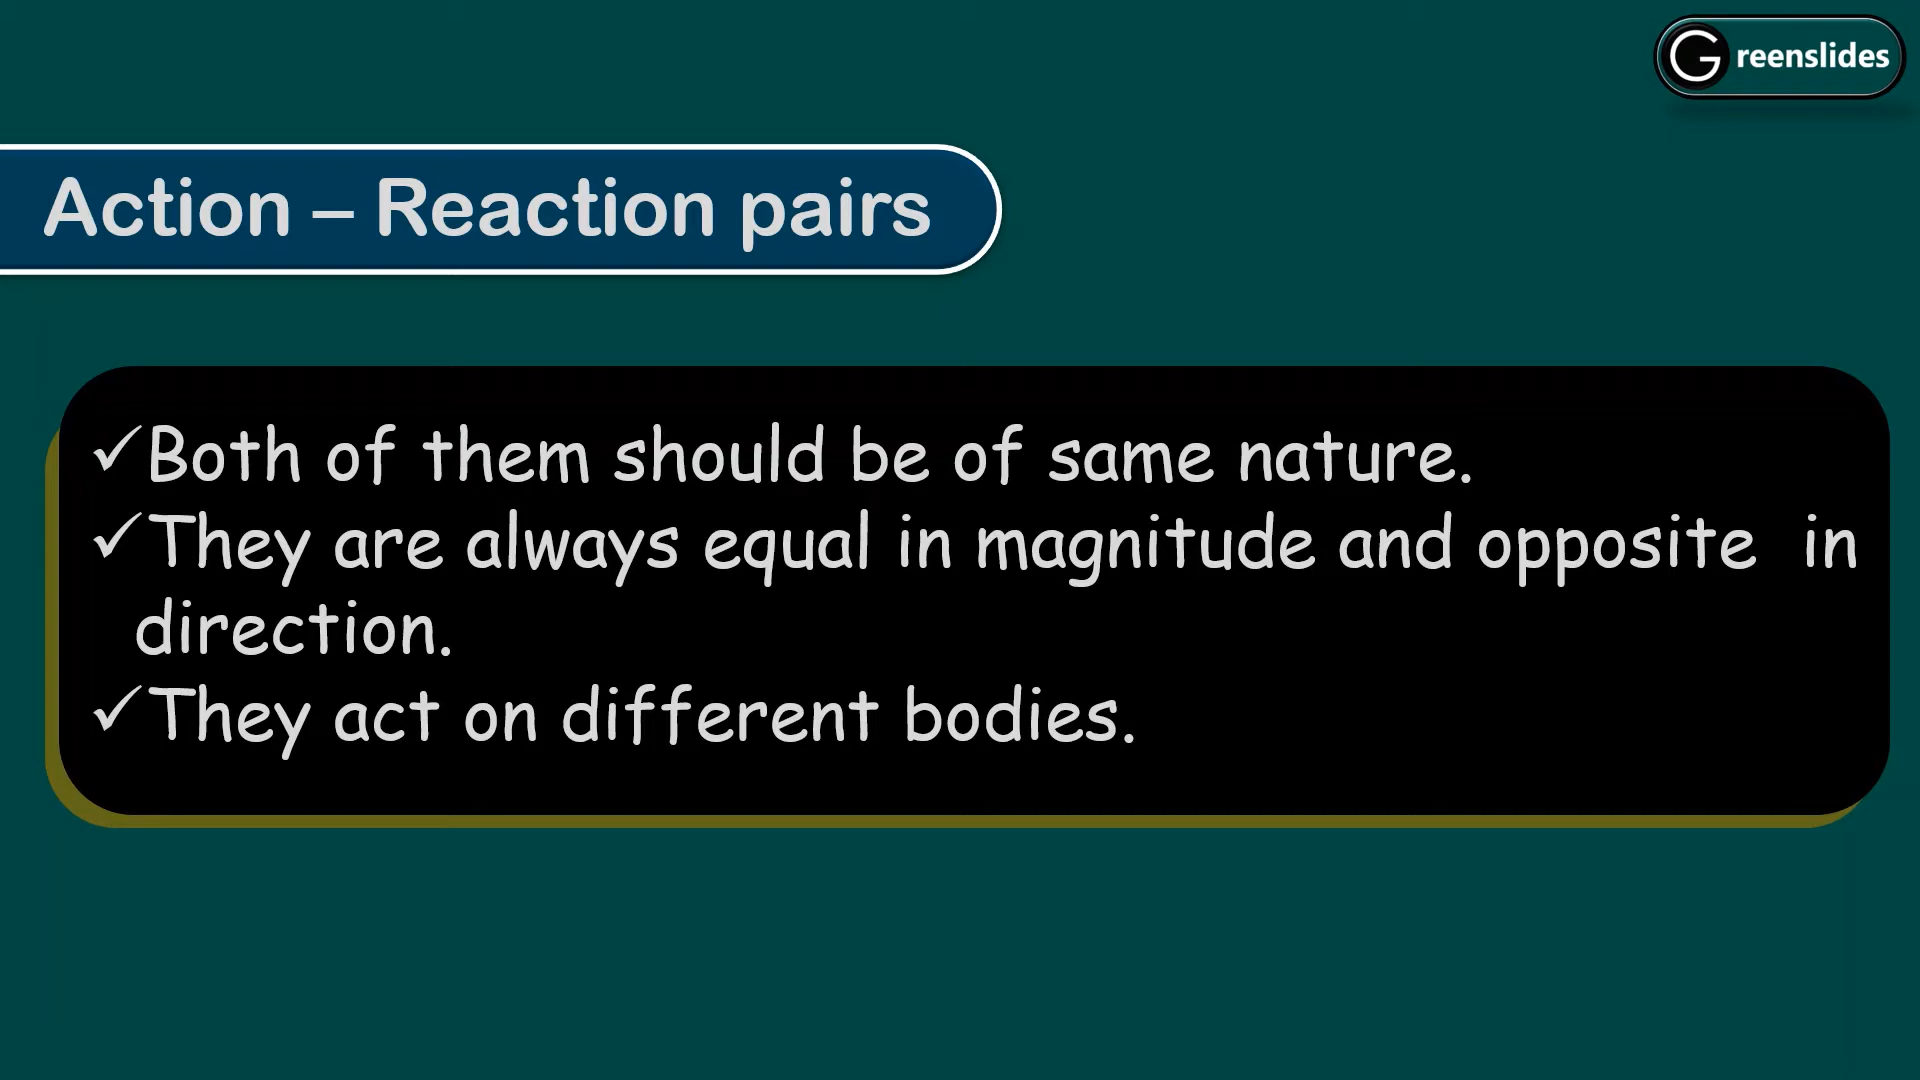 Greenslides
Action – Reaction pairs
✓Both of them should be of same nature.
✓They are always equal in magnitude and opposite in
direction.
✓They act on different bodies.